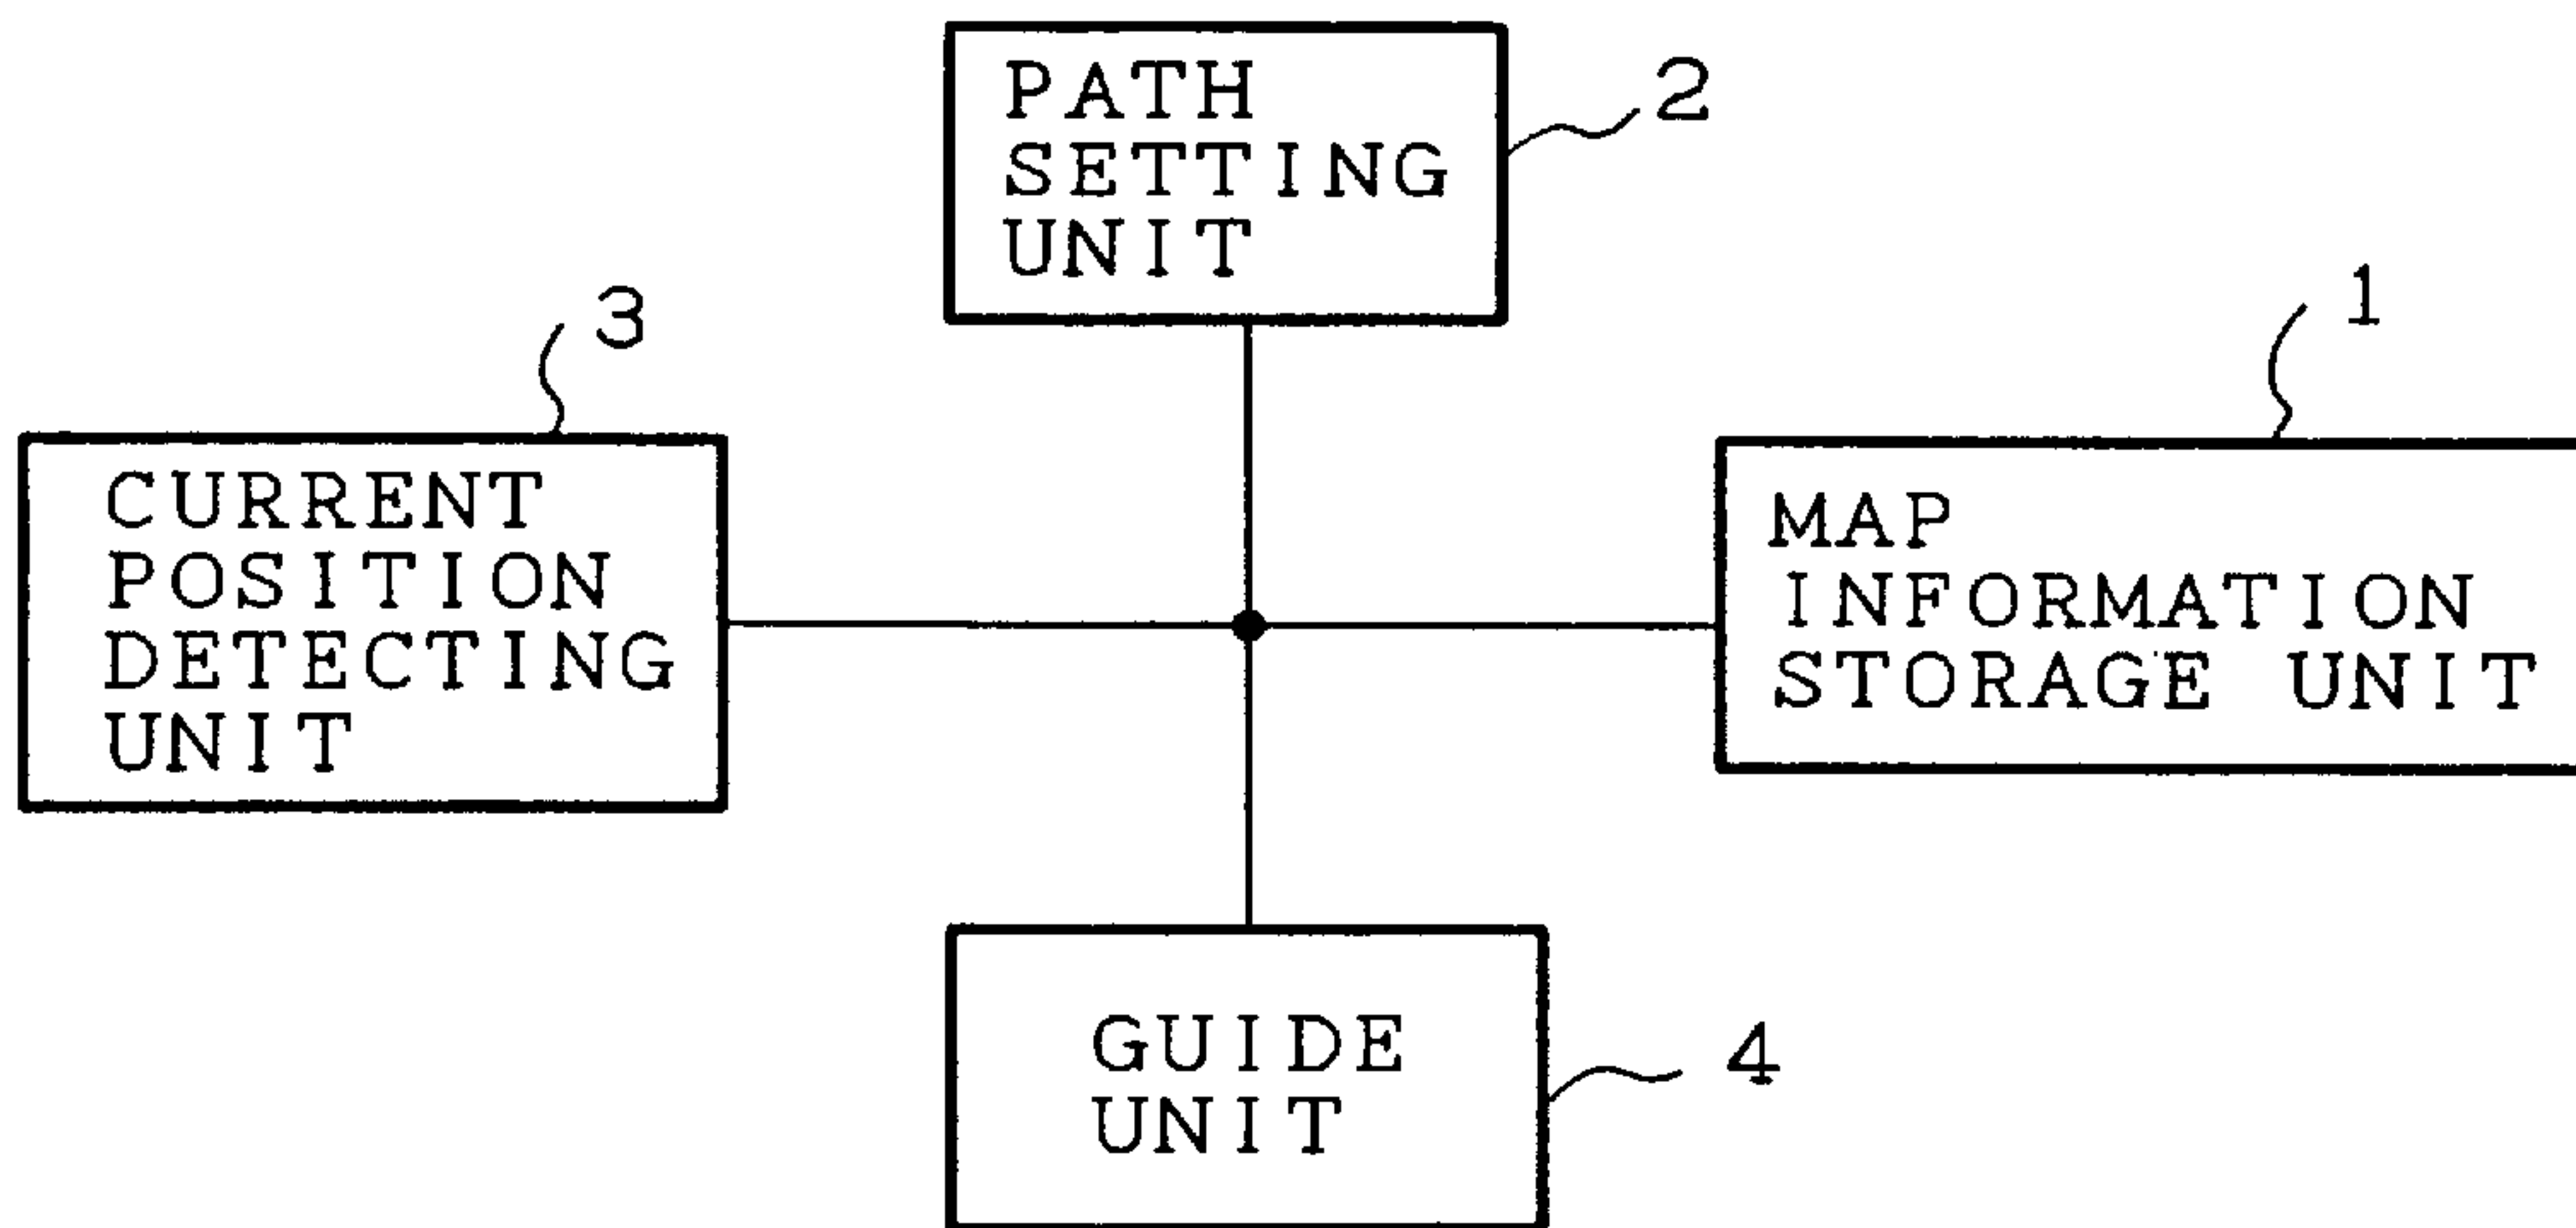 PATH
SETTING
UNIT
2
3
1
CURRENT
POSITION
DETECTING
UNIT
MAP
INFORMATION
STORAGE UNIT
GUIDE
UNIT
4